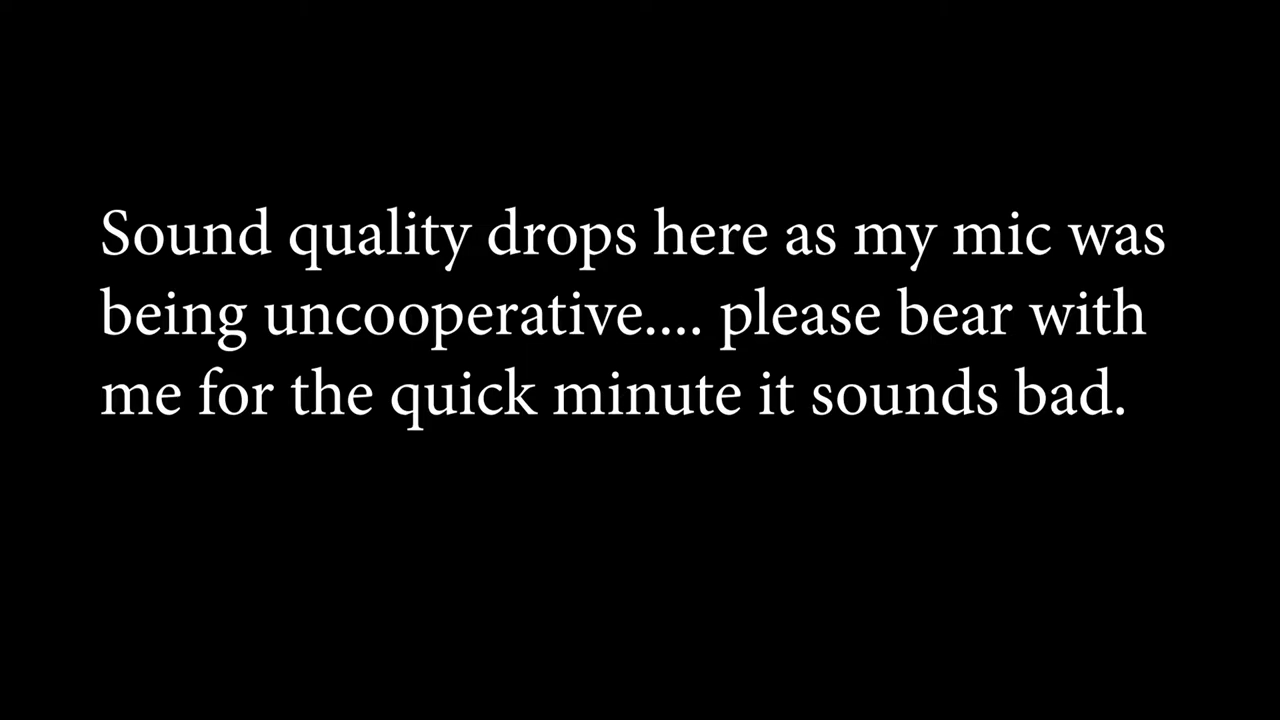 Sound quality drops here as my mic was
being uncooperative.... please bear with
me for the quick minute it sounds bad.